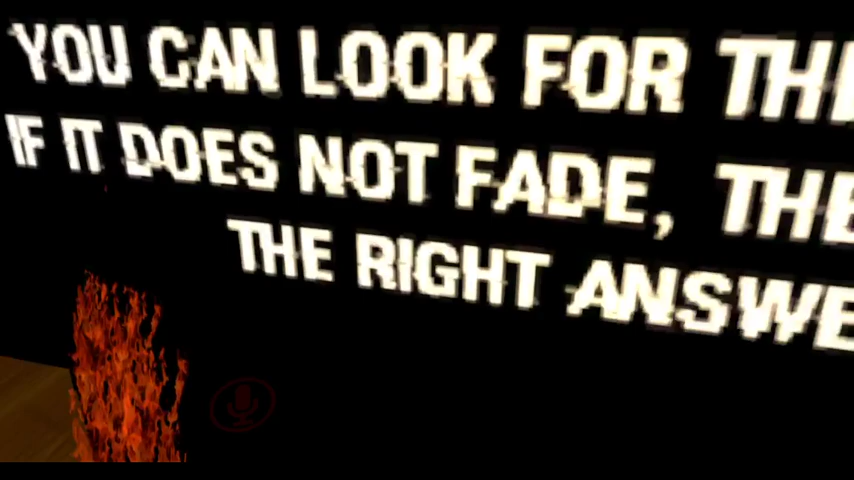 YOU CAN LOOK FOR
IF IT DOES NOT FADE,
THE RIGHT